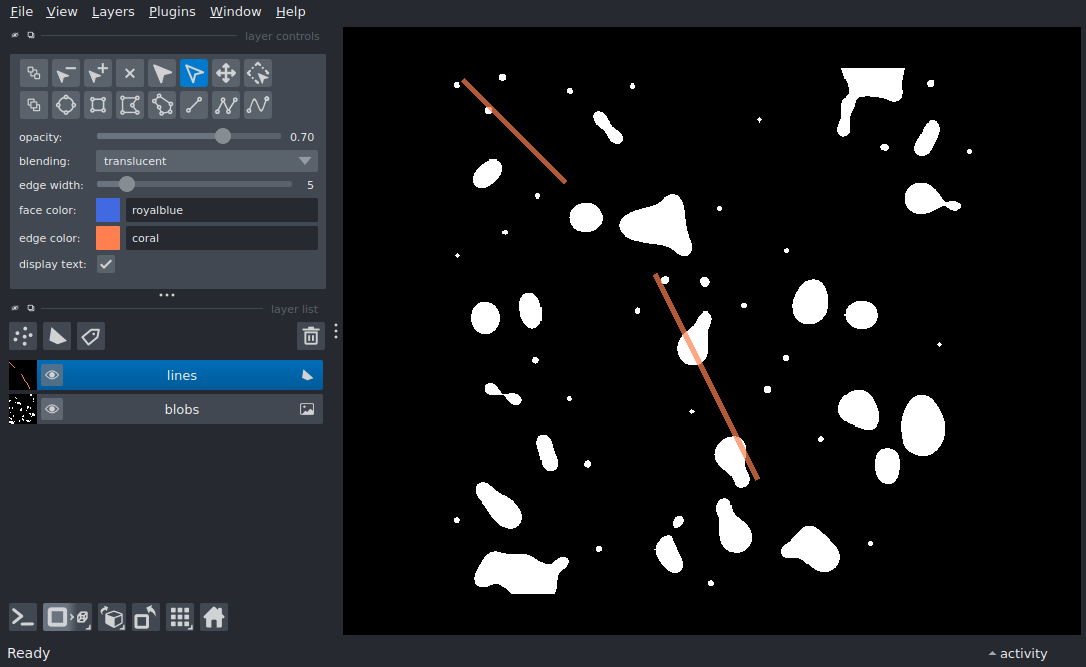 File View Layers Plugins Window Help
layer controls
opacity: 0.70
blending: translucent
edge width: 5
face color: royalblue
edge color: coral
display text:
layer list
lines
blobs
Ready
activity